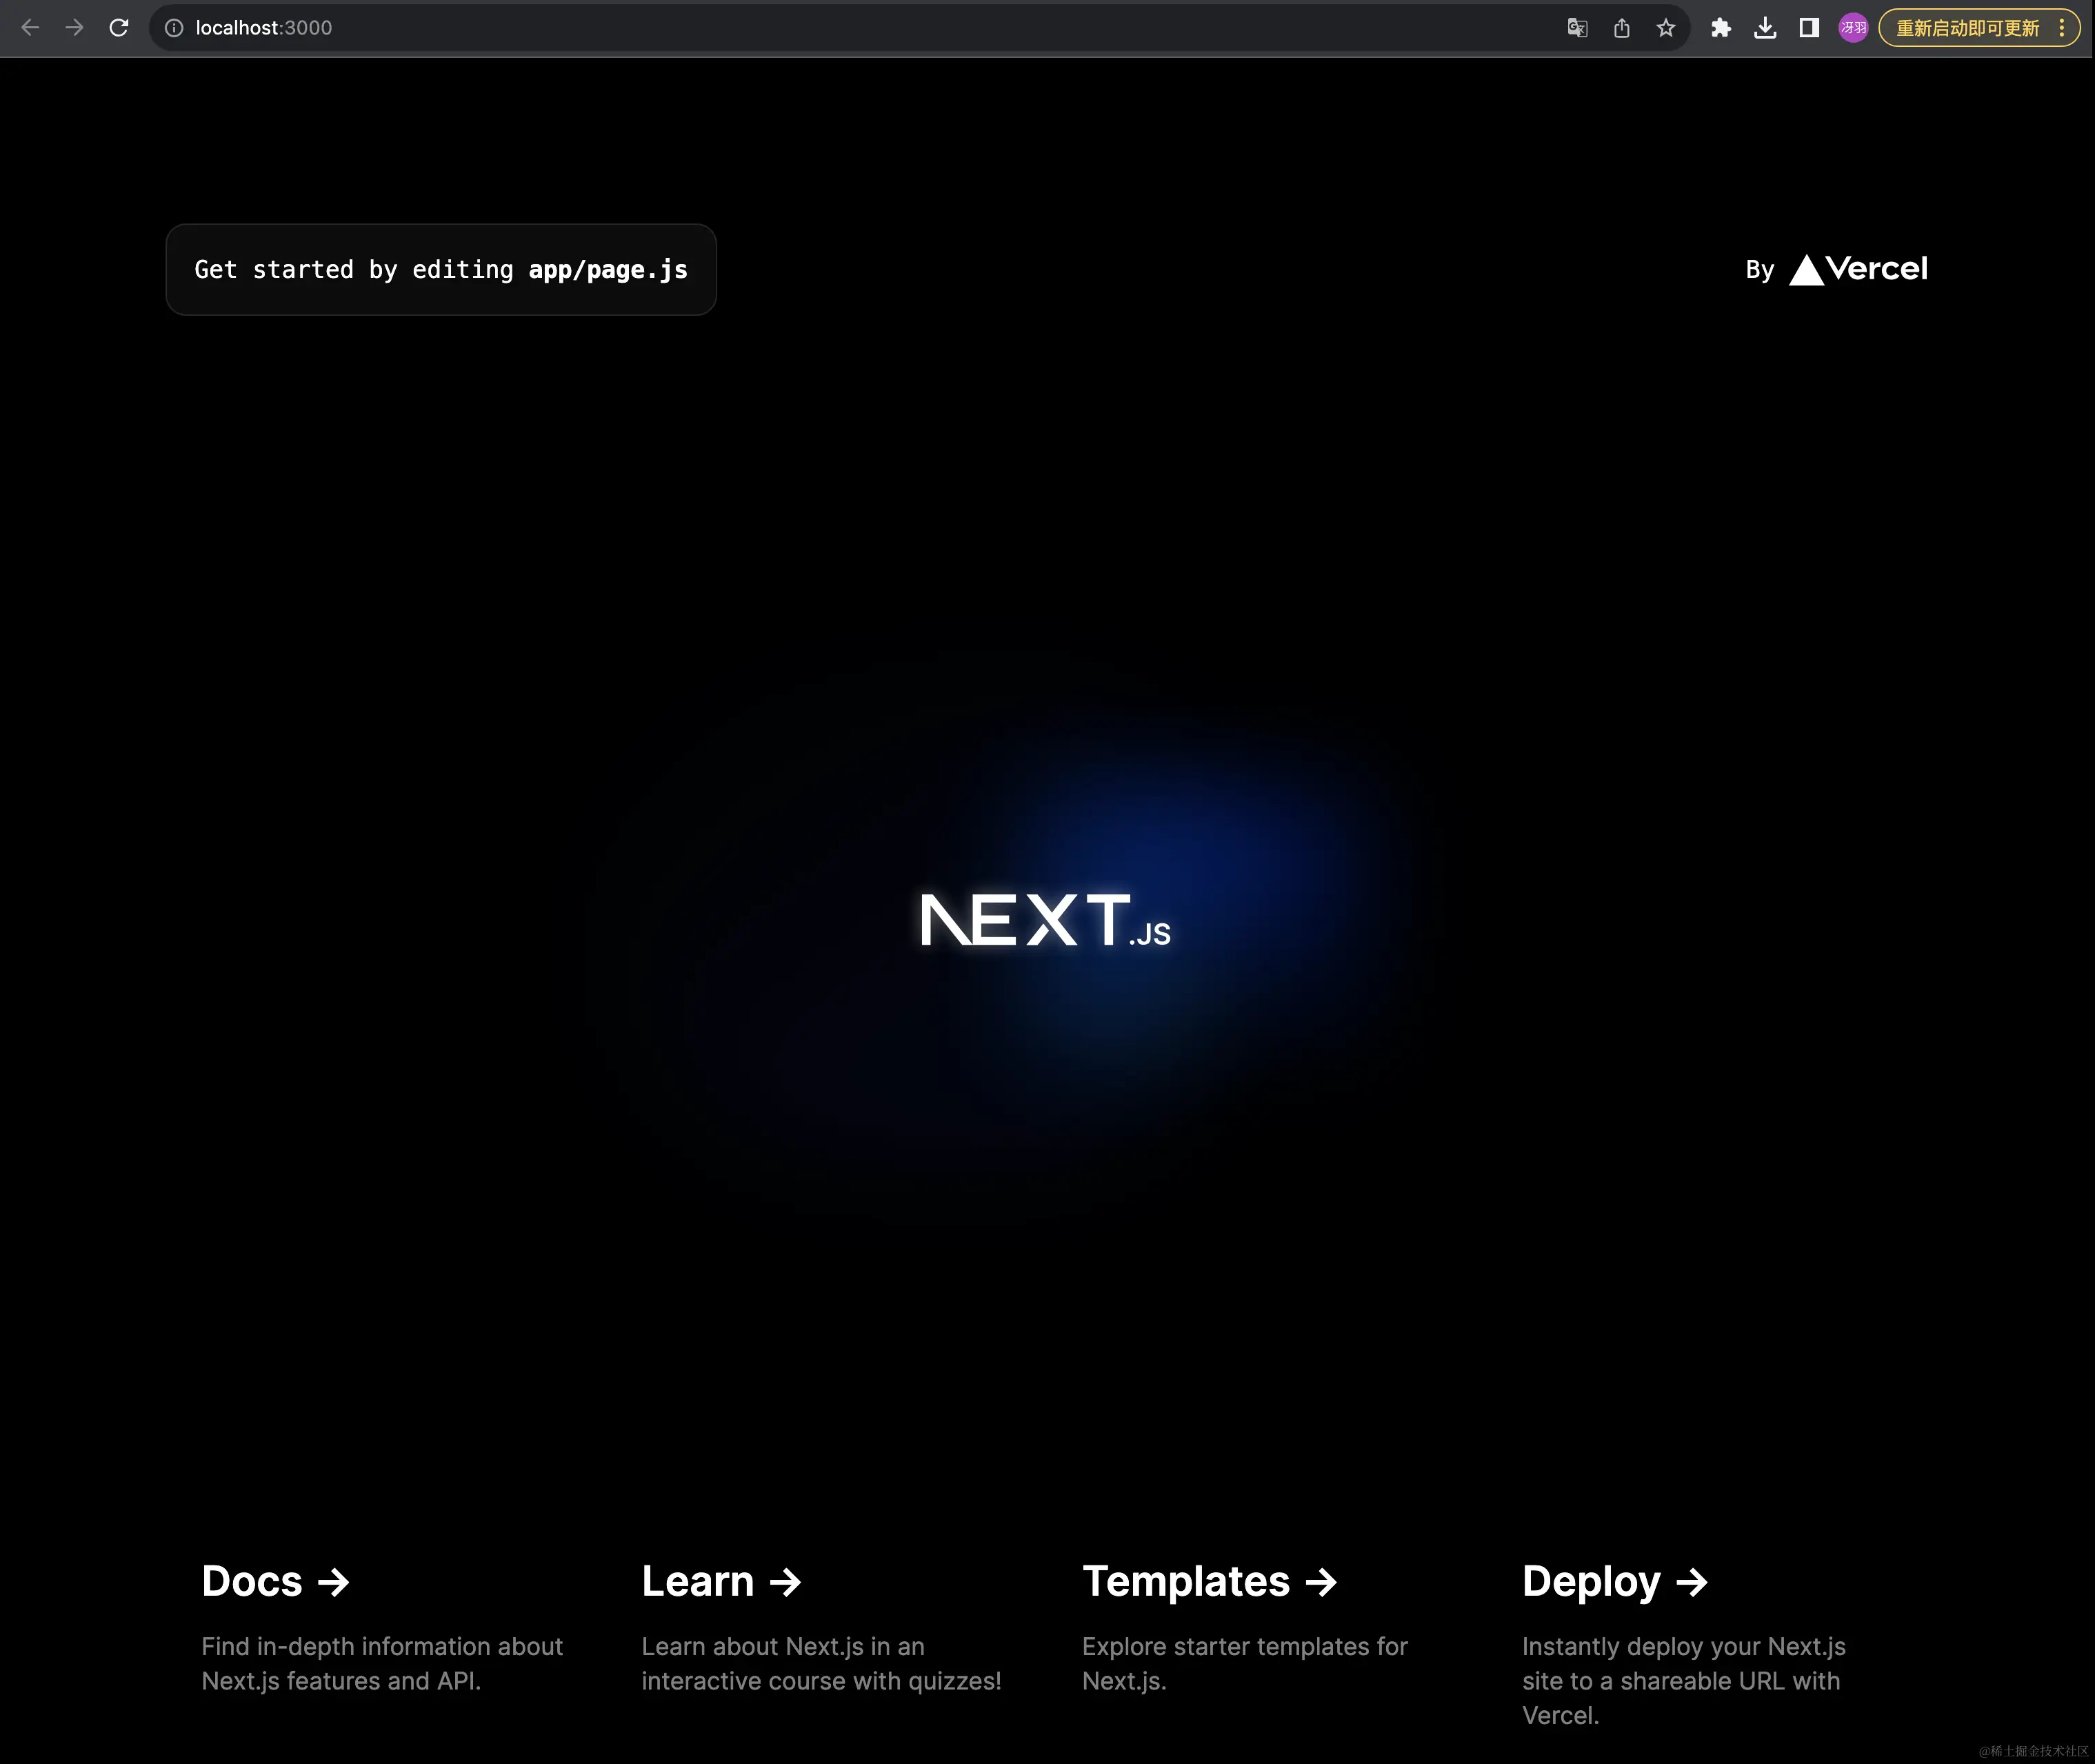 localhost:3000
冴羽
重新启动即可更新
Get started by editing app/page.js
By Vercel
NEXT.JS
Docs →
Find in-depth information about
Next.js features and API.
Learn →
Learn about Next.js in an
interactive course with quizzes!
Templates →
Explore starter templates for
Next.js.
Deploy →
Instantly deploy your Next.js
site to a shareable URL with
Vercel.
@稀土掘金技术社区